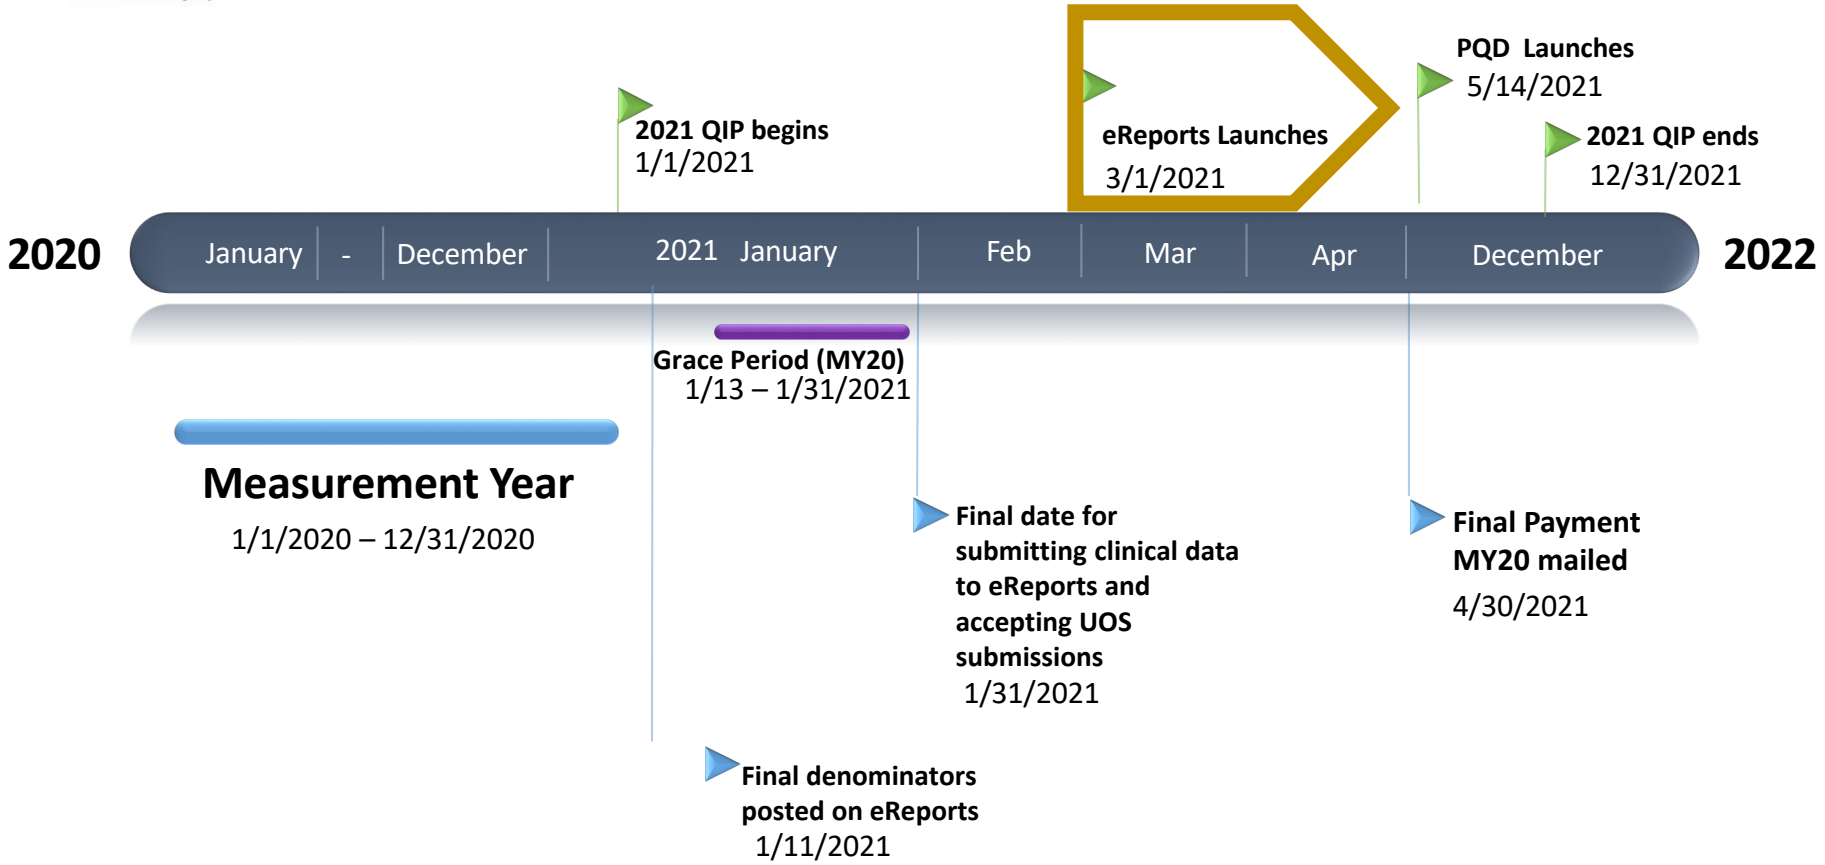 PQD  Launches
5/14/2021
2021 QIP begins
1/1/2021
eReports Launches
3/1/2021
2021 QIP ends
12/31/2021
2020
January
-
December
2021 January
Feb
Mar
Apr
December
2022
Grace Period (MY20)
1/13 – 1/31/2021
Measurement Year
1/1/2020 – 12/31/2020
Final date for
submitting clinical data
to eReports and
accepting UOS
submissions
1/31/2021
Final Payment
MY20 mailed
4/30/2021
Final denominators
posted on eReports
1/11/2021